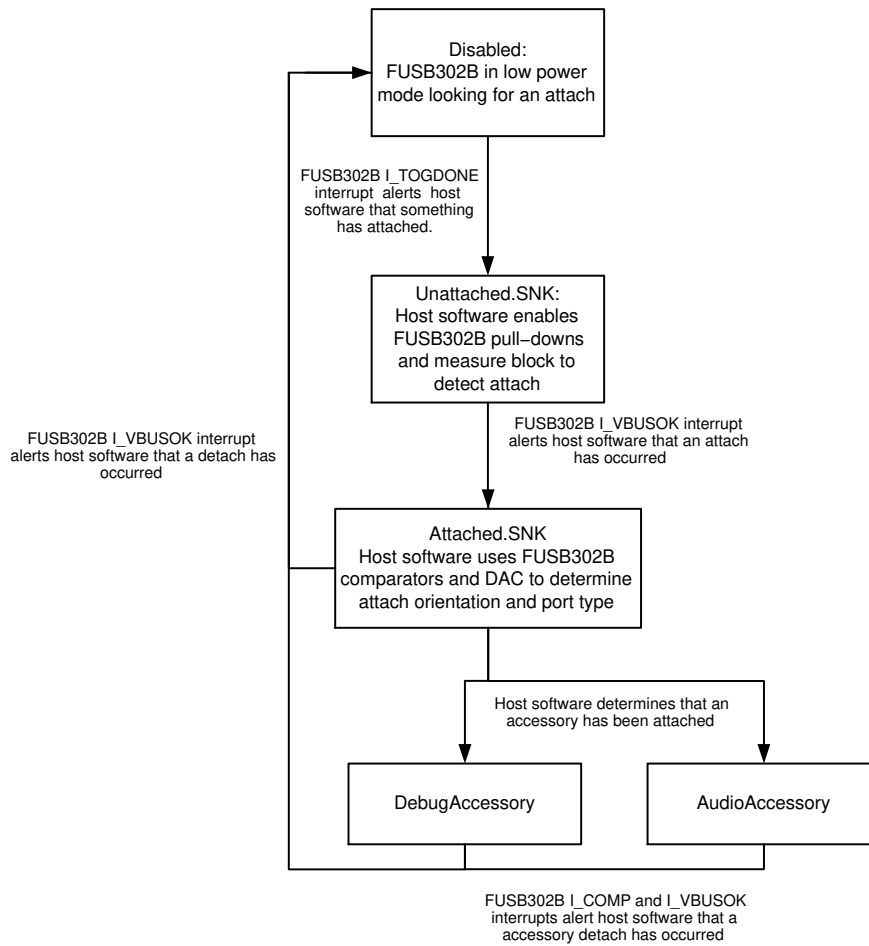 Disabled:
FUSB302B in low power
mode looking for an attach
FUSB302B I_TOGDONE
interrupt alerts host
software that something
has attached.
Unattached.SNK:
Host software enables
FUSB302B pull–downs
and measure block to
detect attach
FUSB302B I_VBUSOK interrupt
alerts host software that a detach has
occurred
FUSB302B I_VBUSOK interrupt
alerts host software that an attach
has occurred
Attached.SNK
Host software uses FUSB302B
comparators and DAC to determine
attach orientation and port type
Host software determines that an
accessory has been attached
DebugAccessory
AudioAccessory
FUSB302B I_COMP and I_VBUSOK
interrupts alert host software that a
accessory detach has occurred